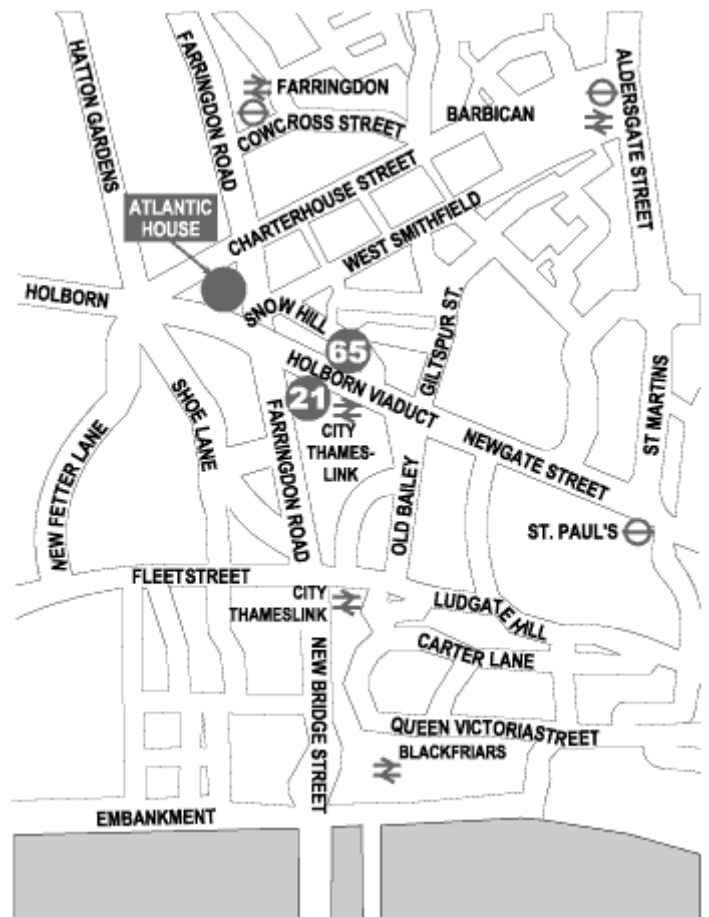 HATTON GARDENS
FARRINGDON ROAD
FARRINGDON
COWCROSS STREET
BARBICAN
ALDERSGATE STREET
CHARTERHOUSE STREET
ATLANTIC
HOUSE
WEST SMITHFIELD
HOLBORN
SNOW HILL
65
GILTSPUR ST.
HOLBORN VIADUCT
21
SHOE LANE
ST MARTINS
NEW FETTER LANE
FARRINGDON ROAD
CITY
THAMES-
LINK
OLD BAILEY
NEWGATE STREET
ST. PAUL'S
FLEETSTREET
CITY
THAMESLINK
LUDGATE HILL
CARTER LANE
NEW BRIDGE STREET
QUEEN VICTORIASTREET
BLACKFRIARS
EMBANKMENT